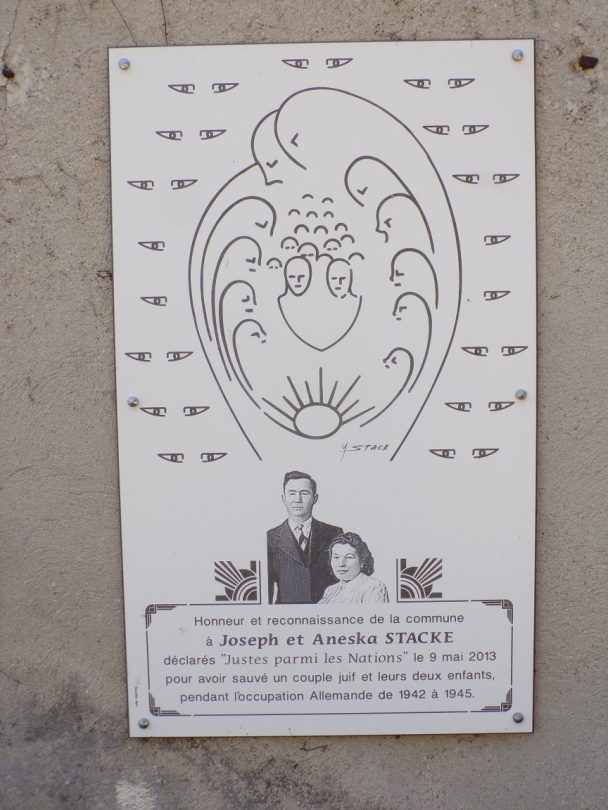 Y STACK
Honneur et reconnaissance de la commune
à Joseph et Aneska STACKE
déclarés "Justes parmi les Nations" le 9 mai 2013
pour avoir sauvé un couple juif et leurs deux enfants,
pendant l'occupation Allemande de 1942 à 1945.